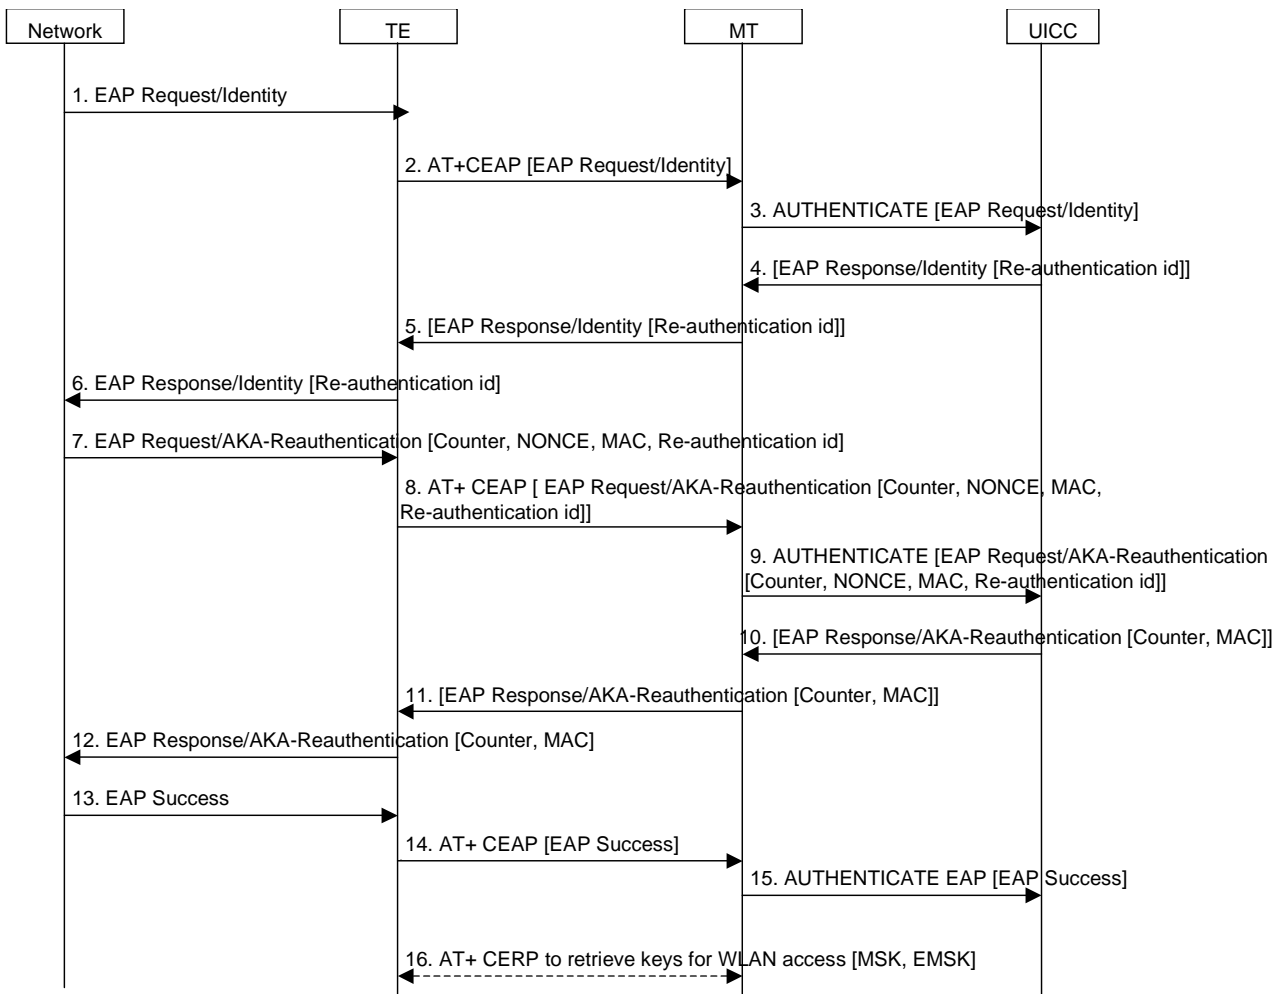 Network
TE
MT
UICC
1. EAP Request/Identity
2. AT+CEAP [EAP Request/Identity]
3. AUTHENTICATE [EAP Request/Identity]
4. [EAP Response/Identity [Re-authentication id]]
5. [EAP Response/Identity [Re-authentication id]]
6. EAP Response/Identity [Re-authentication id]
7. EAP Request/AKA-Reauthentication [Counter, NONCE, MAC, Re-authentication id]
8. AT+ CEAP [ EAP Request/AKA-Reauthentication [Counter, NONCE, MAC,
Re-authentication id]]
9. AUTHENTICATE [EAP Request/AKA-Reauthentication
[Counter, NONCE, MAC, Re-authentication id]]
10. [EAP Response/AKA-Reauthentication [Counter, MAC]]
11. [EAP Response/AKA-Reauthentication [Counter, MAC]]
12. EAP Response/AKA-Reauthentication [Counter, MAC]
13. EAP Success
14. AT+ CEAP [EAP Success]
15. AUTHENTICATE EAP [EAP Success]
16. AT+ CERP to retrieve keys for WLAN access [MSK, EMSK]